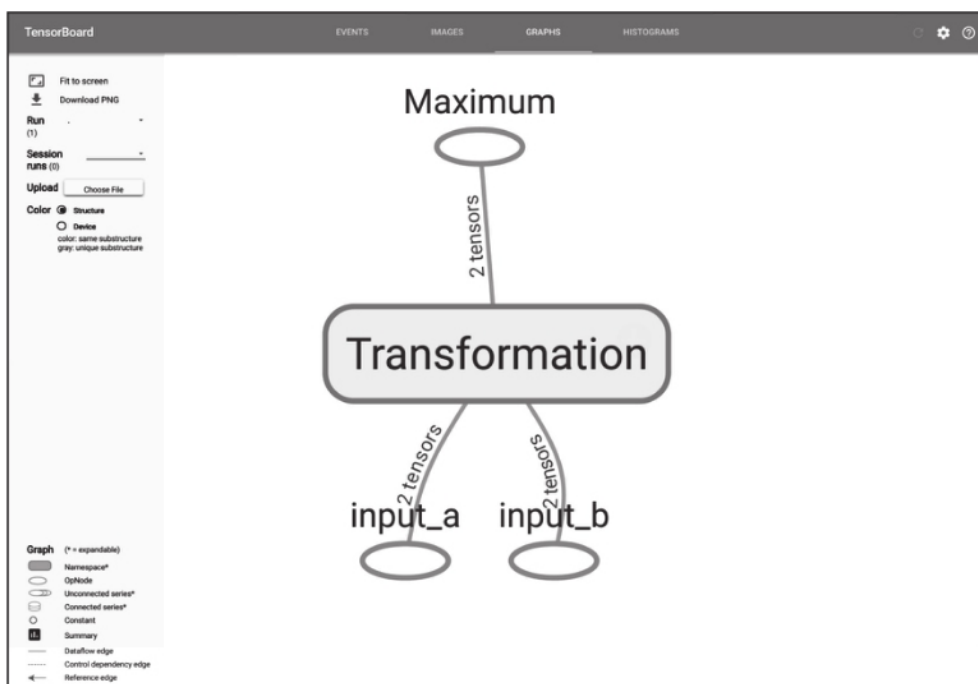 TensorBoard
EVENTS
IMAGES
GRAPHS
HISTOGRAMS
Fit to screen
Download PNG
Run
(1)
.
Session
runs (0)
Upload
Choose File
Color
Structure
Device
color: same substructure
gray: unique substructure
Maximum
2 tensors
Transformation
2 tensors
2 tensors
input_a
input_b
Graph (* = expandable)
Namespace*
OpNode
Unconnected series*
Connected series*
Constant
Summary
Dataflow edge
Control dependency edge
Reference edge